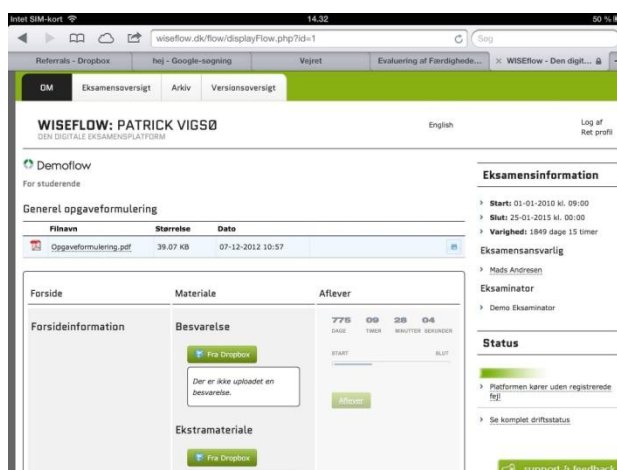 Intet SIM-kort
14.32
50 %
wiseflow.dk/flow/displayFlow.php?id=1
Søg
Referrals - Dropbox
hej - Google-søgning
Vejret
Evaluering af Færdighede...
WISEflow - Den digit...
OM
Eksamensoversigt
Arkiv
Versionsoversigt
WISEFLOW: PATRICK VIGSØ
DEN DIGITALE EKSAMENSPLATFORM
English
Log af
Ret profil
Demoflow
For studerende
Generel opgaveformulering
Filnavn Størrelse Dato
Opgaveformulering.pdf 39.07 KB 07-12-2012 10:57
Forside
Forsideinformation
Materiale
Besvarelse
Fra Dropbox
Der er ikke uploadet en
besvarelse.
Ekstramateriale
Fra Dropbox
Aflever
775 09 28 04
DAGE TIMER MINUTTER SEKUNDER
START SLUT
Aflever
Eksamensinformation
Start: 01-01-2010 kl. 09:00
Slut: 25-01-2015 kl. 00:00
Varighed: 1849 dage 15 timer
Eksamensansvarlig
Mads Andresen
Eksaminator
Demo Eksaminator
Status
Platformen kører uden registrerede
fejl
Se komplet driftsstatus
support & feedback